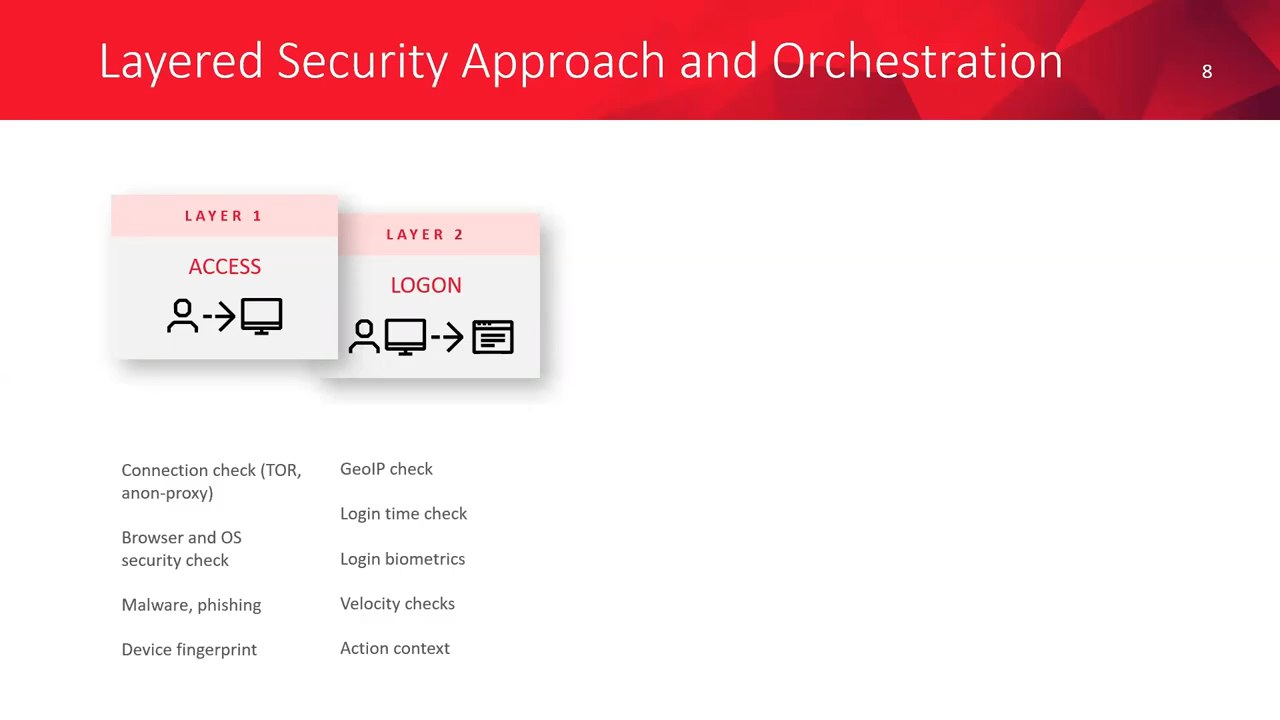 Layered Security Approach and Orchestration
8
LAYER 1
ACCESS
LAYER 2
LOGON
Connection check (TOR,
anon-proxy)
Browser and OS
security check
Malware, phishing
Device fingerprint
GeoIP check
Login time check
Login biometrics
Velocity checks
Action context